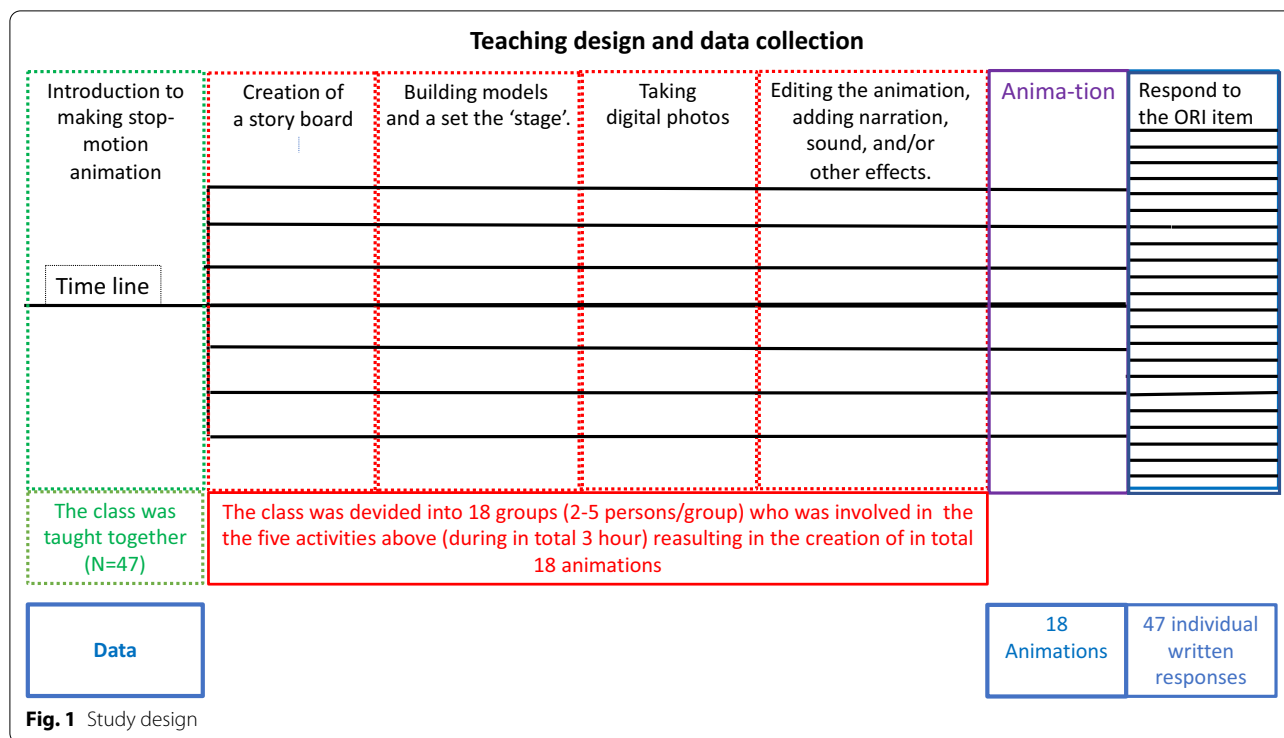 Teaching design and data collection
Introduction to
making stop-
motion
animation
Creation of
a story board
Building models
and a set the ‘stage’.
Taking
digital photos
Editing the animation,
adding narration,
sound, and/or
other effects.
Anima-tion
Respond to
the ORI item
Time line
The class was
taught together
(N=47)
The class was devided into 18 groups (2-5 persons/group) who was involved in the
the five activities above (during in total 3 hour) reasulting in the creation of in total
18 animations
Data
18
Animations
47 individual
written
responses
Fig. 1 Study design